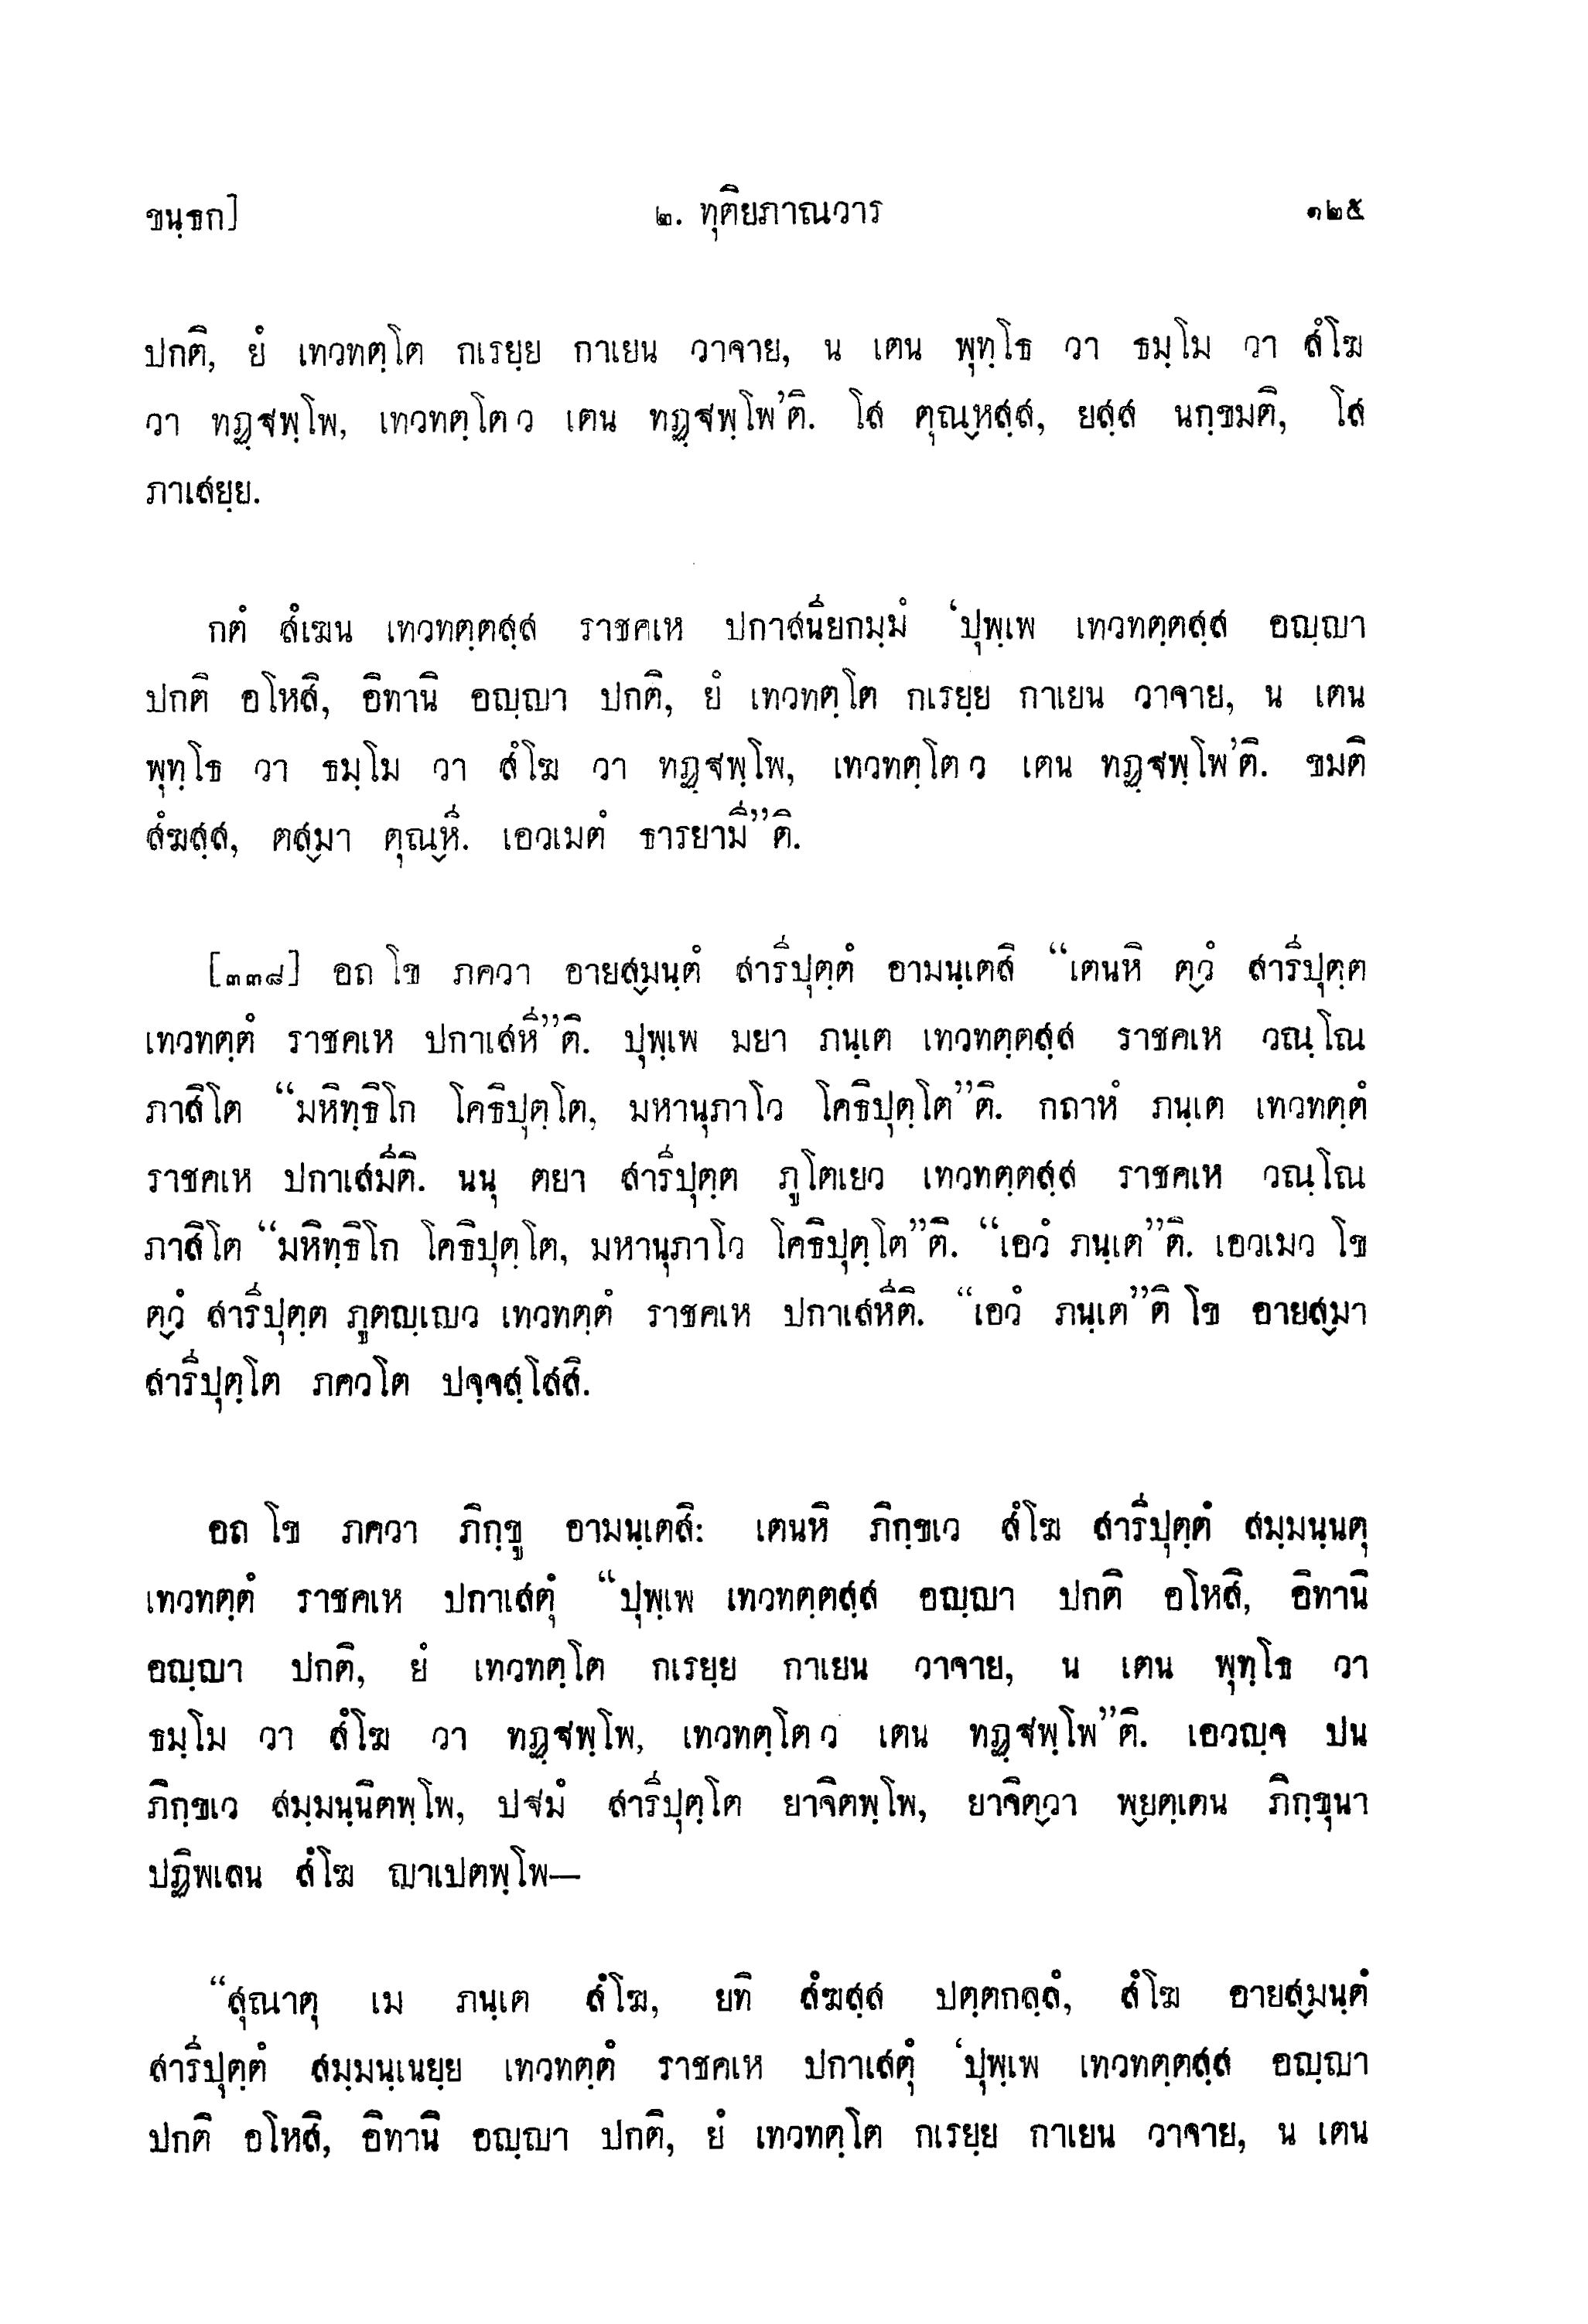 ขนฺธก]	๒. ทุติยภาณวาร	๑๒๕
ปกติ, ยํ เทวทตฺโต กเรยฺย กาเยน วาจาย, น เตน พุทฺโธ วา ธมฺโม วา สํโฆ
วา ทฏฺฐพฺโพ, เทวทตฺโต ว เตน ทฏฺฐพฺโพ’ติ. โส ตุณฺหสฺส, ยสฺส นกฺขมติ, โส
ภาเสยฺย.
กตํ สํเฆน เทวทตฺตสฺส ราชคเห ปกาสนียกมฺมํ ‘ปุพฺเพ เทวทตฺตสฺส อญฺญา
ปกติ อโหสิ, อิทานิ อญฺญา ปกติ, ยํ เทวทตฺโต กเรยฺย กาเยน วาจาย, น เตน
พุทฺโธ วา ธมฺโม วา สํโฆ วา ทฏฺฐพฺโพ, เทวทตฺโต ว เตน ทฏฺฐพฺโพ’ติ. ขมติ
สํฆสฺส, ตสฺมา ตุณฺหี. เอวเมตํ ธารยามี”ติ.
[๓๓๘] อถ โข ภควา อายสฺมนฺตํ สารีปุตฺตํ อามนฺเตสิ “เตนหิ ตฺวํ สารีปุตฺต
เทวทตฺตํ ราชคเห ปกาเสหี”ติ. ปุพฺเพ มยา ภนฺเต เทวทตฺตสฺส ราชคเห วณฺโณ
ภาสิโต “มหิทฺธิโก โคธิปุตฺโต, มหานุภาโว โคธิปุตฺโต”ติ. กถาหํ ภนฺเต เทวทตฺตํ
ราชคเห ปกาเสมีติ. นนุ ตยา สารีปุตฺต ภูโตเยว เทวทตฺตสฺส ราชคเห วณฺโณ
ภาสิโต “มหิทฺธิโก โคธิปุตฺโต, มหานุภาโว โคธิปุตฺโต”ติ. “เอวํ ภนฺเต”ติ. เอวเมว โข
ตฺวํ สารีปุตฺต ภูตญฺเญว เทวทตฺตํ ราชคเห ปกาเสหีติ. “เอวํ ภนฺเต”ติ โข อายสฺมา
สารีปุตฺโต ภควโต ปจฺจสฺโสสิ.
อถ โข ภควา ภิกฺขู อามนฺเตสิ: เตนหิ ภิกฺขเว สํโฆ สารีปุตฺตํ สมฺมนฺนตุ
เทวทตฺตํ ราชคเห ปกาเสตุํ “ปุพฺเพ เทวทตฺตสฺส อญฺญา ปกติ อโหสิ, อิทานิ
อญฺญา ปกติ, ยํ เทวทตฺโต กเรยฺย กาเยน วาจาย, น เตน พุทฺโธ วา
ธมฺโม วา สํโฆ วา ทฏฺฐพฺโพ, เทวทตฺโต ว เตน ทฏฺฐพฺโพ”ติ. เอวญฺจ ปน
ภิกฺขเว สมฺมนฺนิตพฺโพ, ปฐมํ สารีปุตฺโต ยาจิตพฺโพ, ยาจิตฺวา พฺยตฺเตน ภิกฺขุนา
ปฏิพเลน สํโฆ ญาเปตพฺโพ—
“สุณาตุ เม ภนฺเต สํโฆ, ยทิ สํฆสฺส ปตฺตกลฺลํ, สํโฆ อายสฺมนฺตํ
สารีปุตฺตํ สมฺมนฺเนยฺย เทวทตฺตํ ราชคเห ปกาเสตุํ ‘ปุพฺเพ เทวทตฺตสฺส อญฺญา
ปกติ อโหสิ, อิทานิ อญฺญา ปกติ, ยํ เทวทตฺโต กเรยฺย กาเยน วาจาย, น เตน